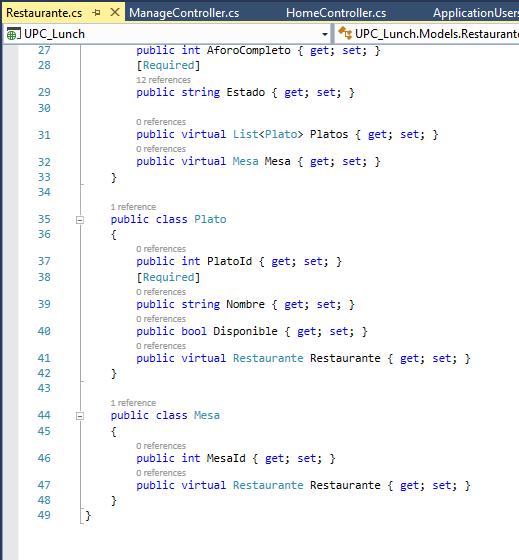 Restaurante.cs ManageController.cs HomeController.cs ApplicationUser
UPC_Lunch UPC_Lunch.Models.Restaurant
27 public int AforoCompleto { get; set; }
28 [Required]
12 references
29 public string Estado { get; set; }
30
0 references
31 public virtual List<Plato> Platos { get; set; }
0 references
32 public virtual Mesa Mesa { get; set; }
33 }
34
1 reference
35 public class Plato
36 {
0 references
37 public int PlatoId { get; set; }
38 [Required]
0 references
39 public string Nombre { get; set; }
0 references
40 public bool Disponible { get; set; }
0 references
41 public virtual Restaurante Restaurante { get; set; }
42 }
43
1 reference
44 public class Mesa
45 {
0 references
46 public int MesaId { get; set; }
0 references
47 public virtual Restaurante Restaurante { get; set; }
48 }
49 }